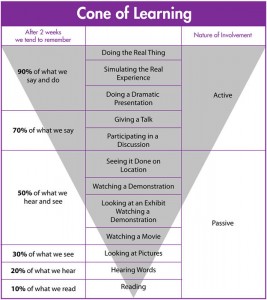 Cone of Learning
After 2 weeks
we tend to remember
Nature of Involvement
90% of what we
say and do
Doing the Real Thing
Simulating the Real
Experience
Doing a Dramatic
Presentation
Active
70% of what we say
Giving a Talk
Participating in a
Discussion
50% of what we
hear and see
Seeing it Done on
Location
Watching a Demonstration
Looking at an Exhibit
Watching a
Demonstration
Watching a Movie
Passive
30% of what we see
Looking at Pictures
20% of what we hear
Hearing Words
10% of what we read
Reading